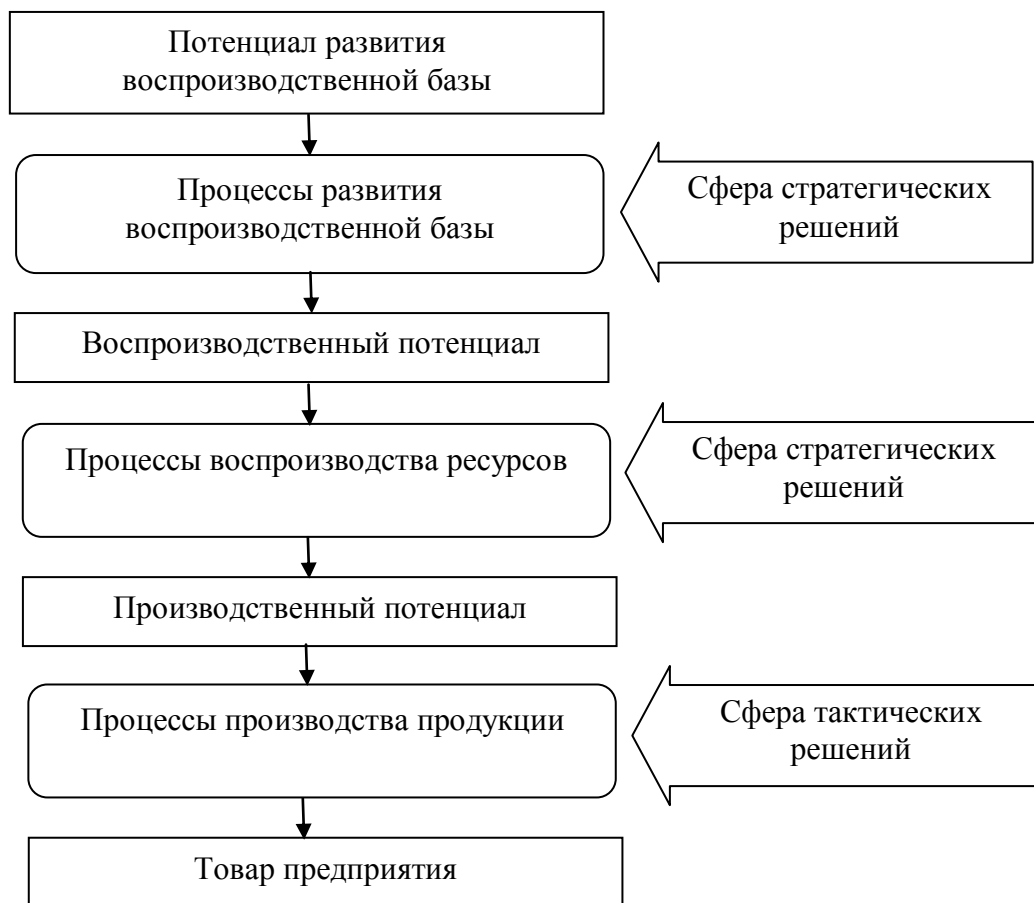 Потенциал развития
воспроизводственной базы
Процессы развития
воспроизводственной базы
Сфера стратегических
решений
Воспроизводственный потенциал
Процессы воспроизводства ресурсов
Сфера стратегических
решений
Производственный потенциал
Процессы производства продукции
Сфера тактических
решений
Товар предприятия